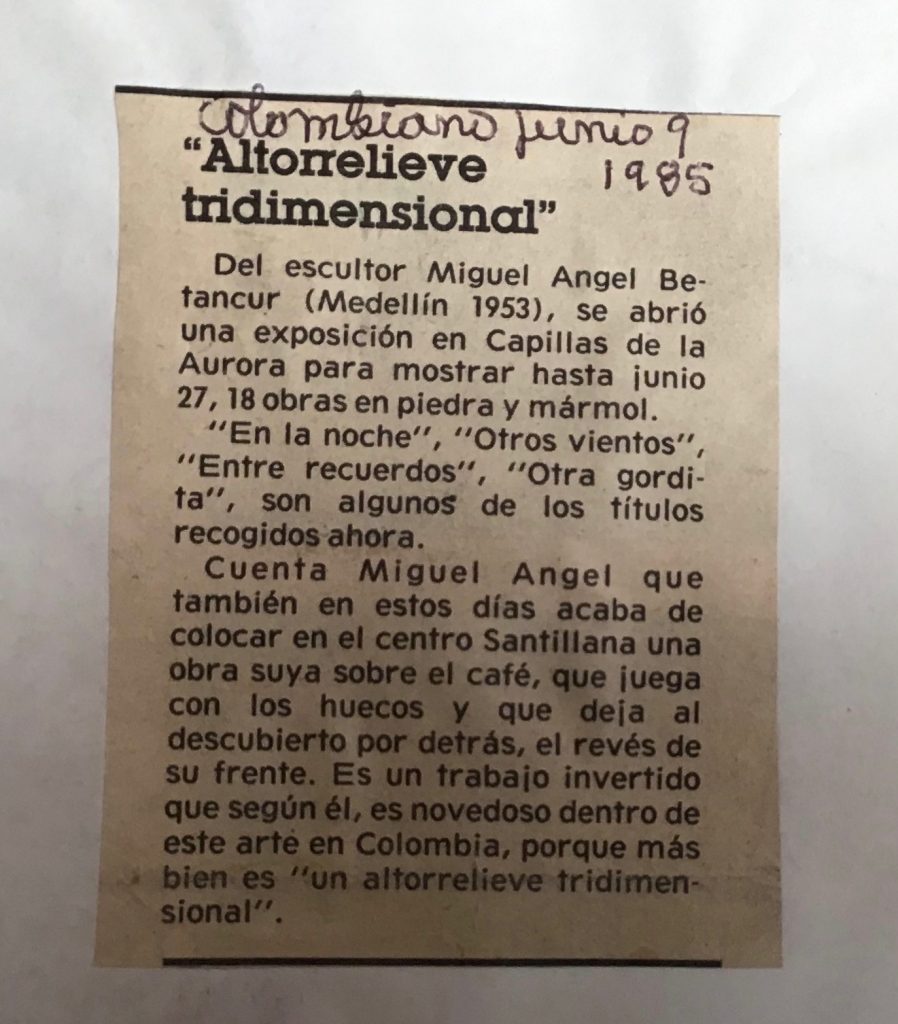 Colombiano junio 9
1985
“Altorrelieve
tridimensional”
Del escultor Miguel Angel Be-
tancur (Medellín 1953), se abrió
una exposición en Capillas de la
Aurora para mostrar hasta junio
27, 18 obras en piedra y mármol.
“En la noche”, “Otros vientos”,
“Entre recuerdos”, “Otra gordi-
ta”, son algunos de los títulos
recogidos ahora.
Cuenta Miguel Angel que
también en estos días acaba de
colocar en el centro Santillana una
obra suya sobre el café, que juega
con los huecos y que deja al
descubierto por detrás, el revés de
su frente. Es un trabajo invertido
que según él, es novedoso dentro de
este arte en Colombia, porque más
bien es “un altorrelieve tridimen-
sional”.